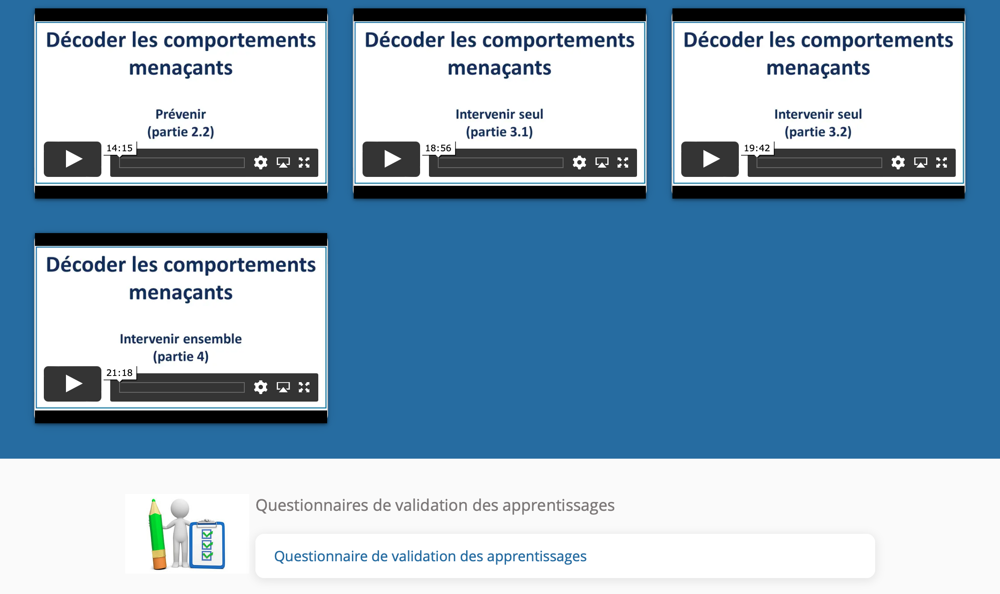 Décoder les comportements
menaçants
Prévenir
(partie 2.2)
14:15
Décoder les comportements
menaçants
Intervenir seul
(partie 3.1)
18:56
Décoder les comportements
menaçants
Intervenir seul
(partie 3.2)
19:42
Décoder les comportements
menaçants
Intervenir ensemble
(partie 4)
21:18
Questionnaires de validation des apprentissages
Questionnaire de validation des apprentissages